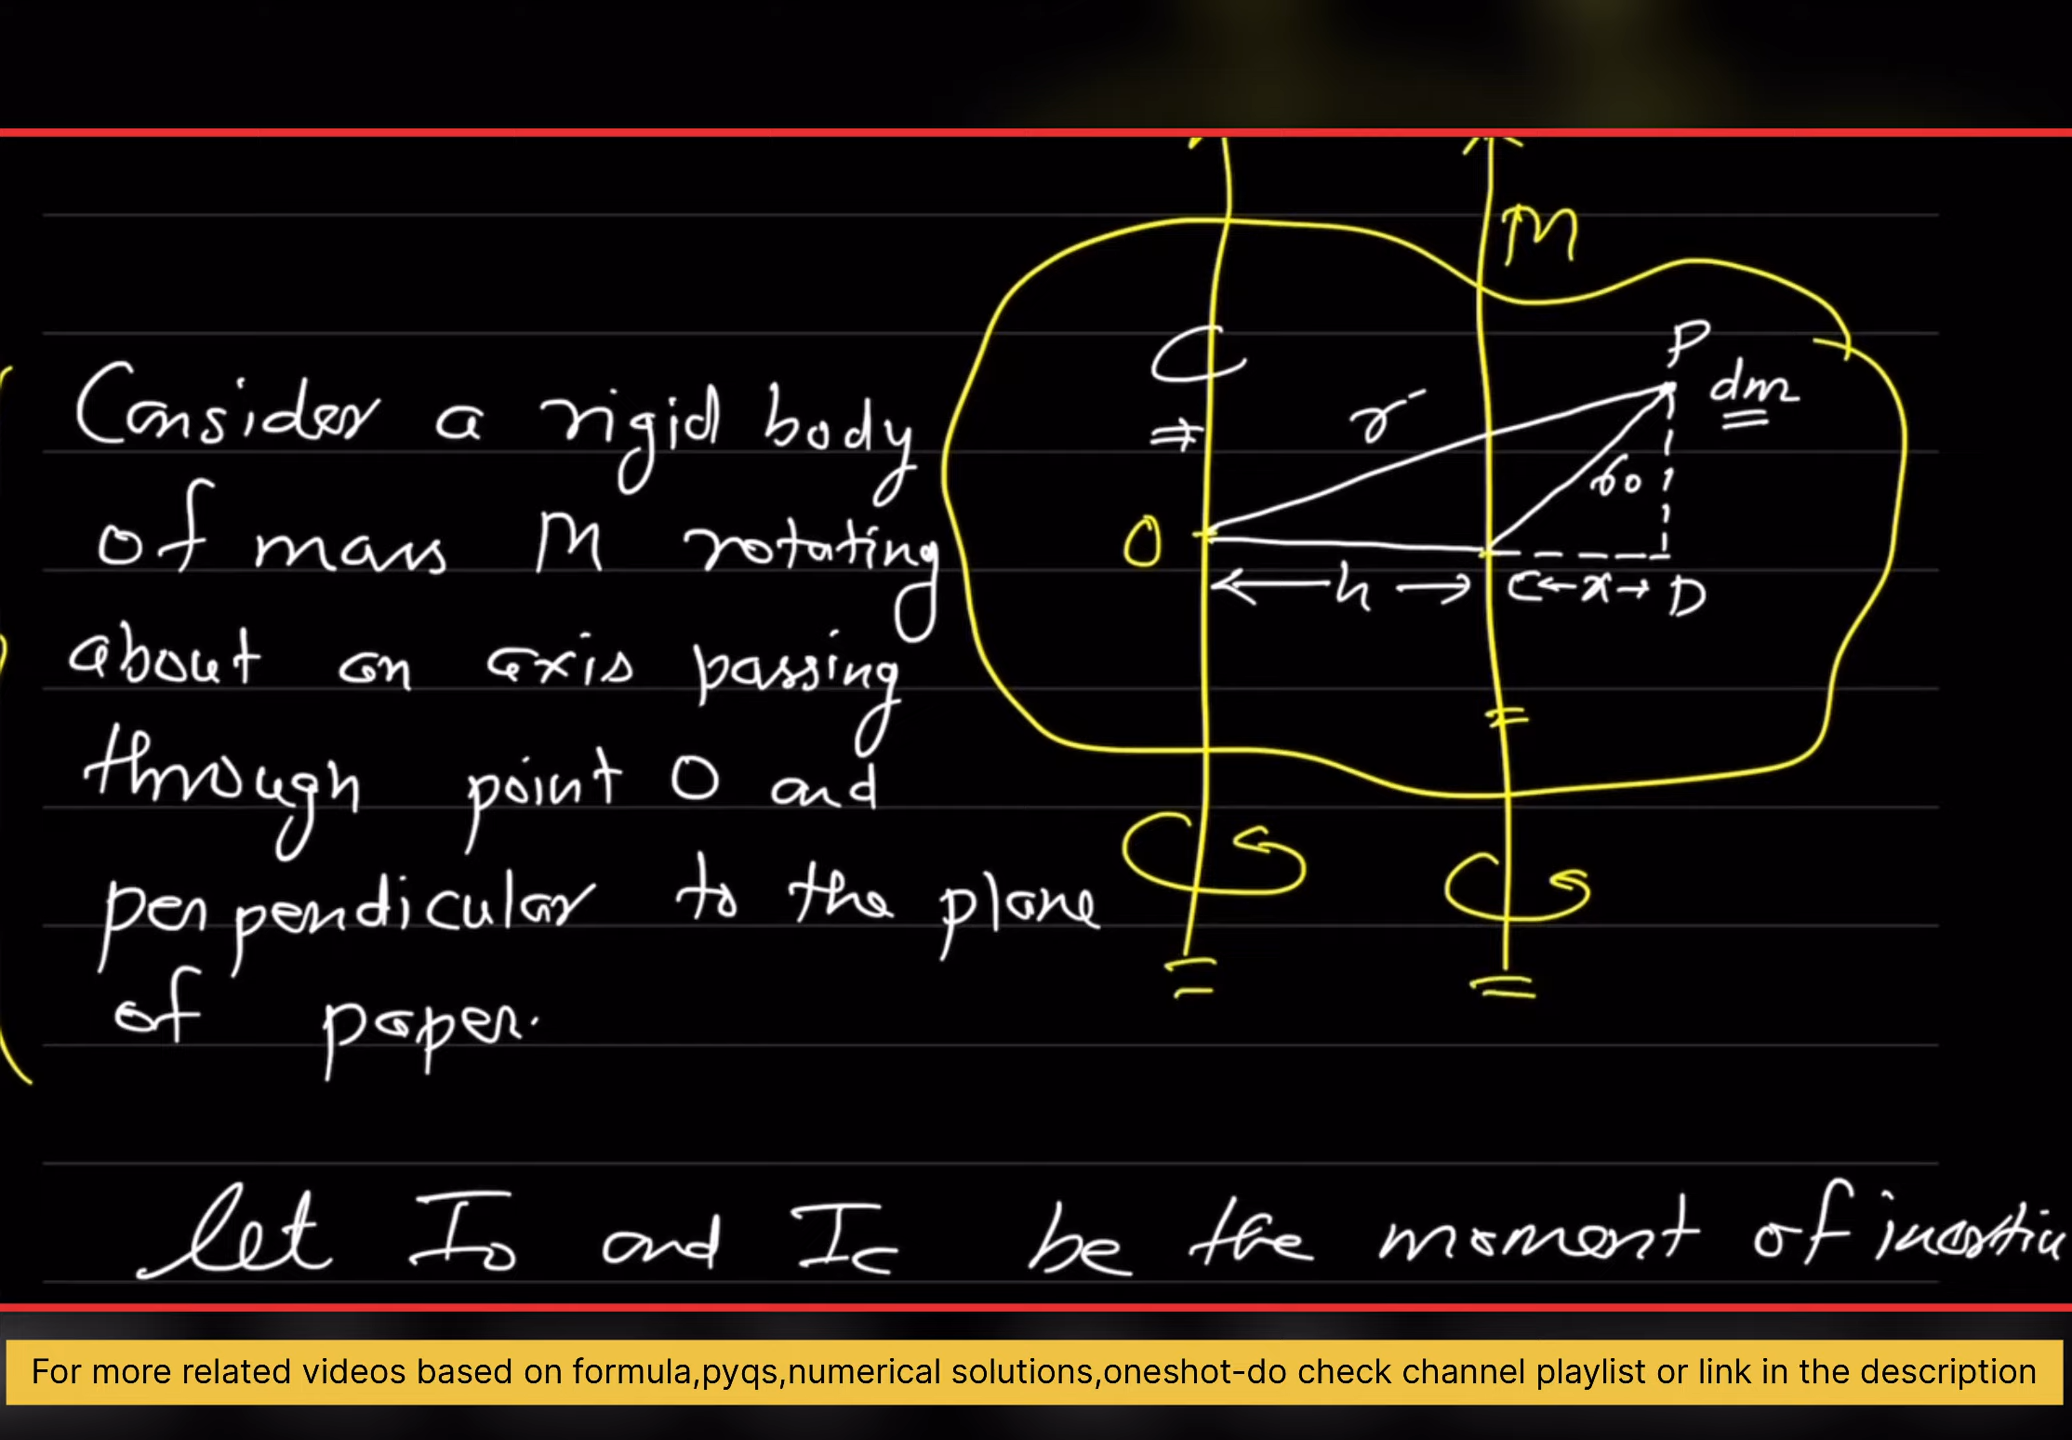 M
C
P
dm
r
r0
O
h
C x D
Consider a rigid body
of mass M rotating
about an axis passing
through point O and
perpendicular to the plane
of paper.
let Io and Ic be the moment of inertia
For more related videos based on formula,pyqs,numerical solutions,oneshot-do check channel playlist or link in the description